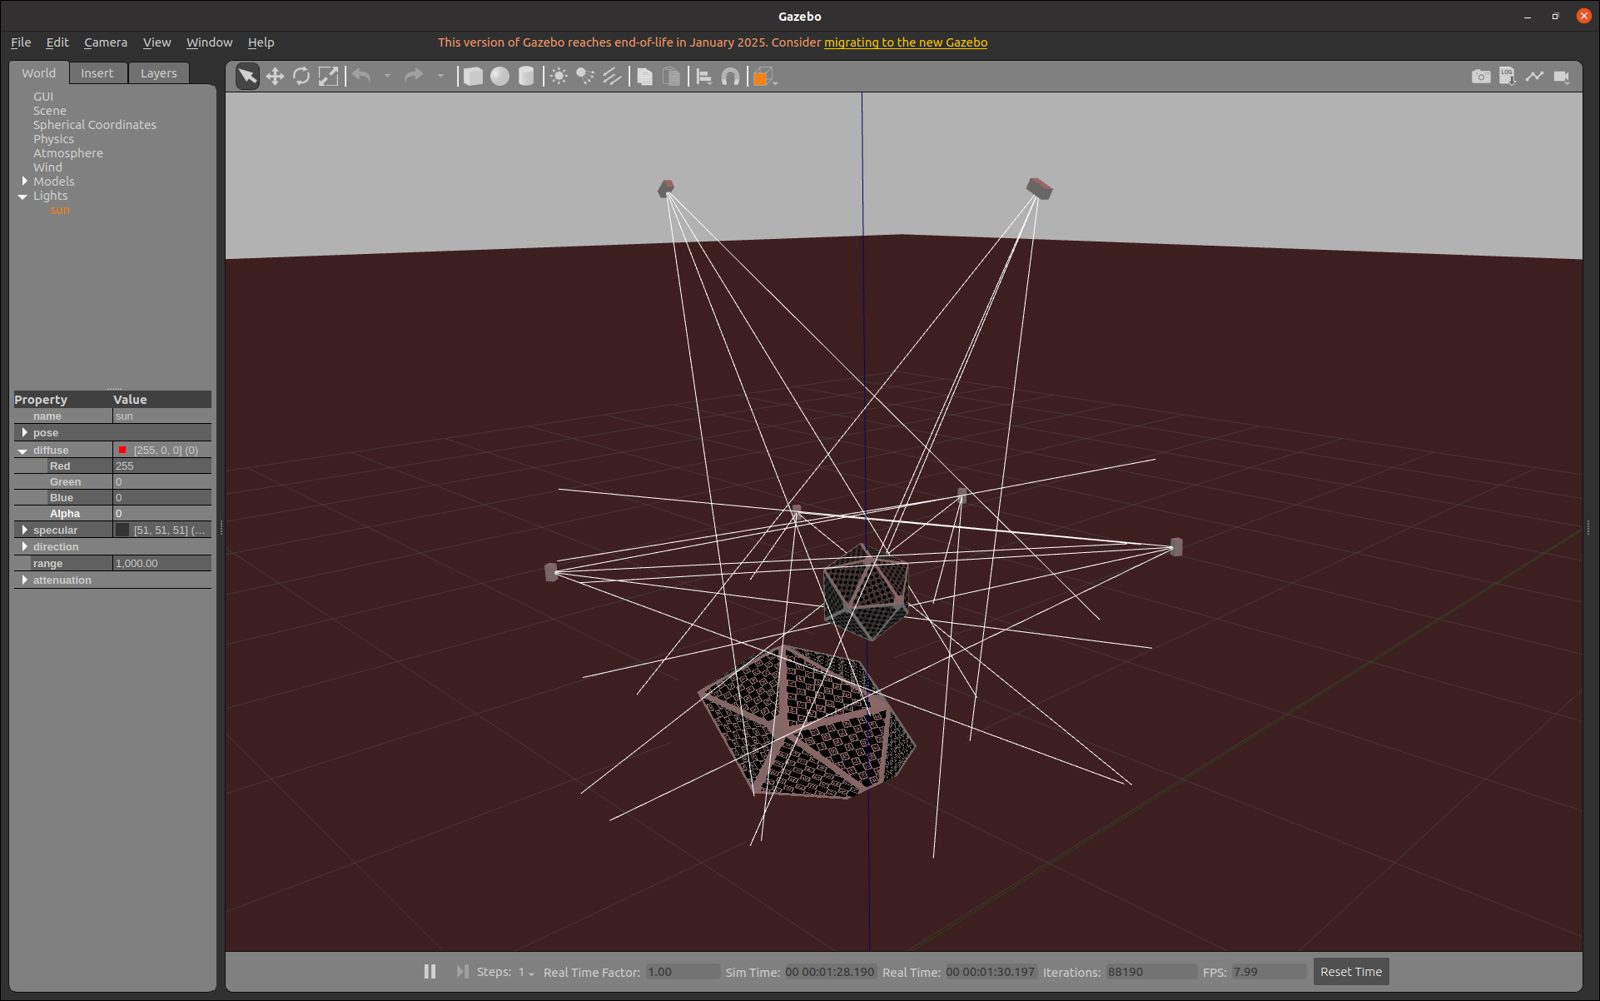 Gazebo
File Edit Camera View Window Help
This version of Gazebo reaches end-of-life in January 2025. Consider migrating to the new Gazebo
World Insert Layers
GUI
Scene
Spherical Coordinates
Physics
Atmosphere
Wind
Models
Lights
sun
Property Value
name sun
pose
diffuse [255, 0, 0] (0)
Red 255
Green 0
Blue 0
Alpha 0
specular [51, 51, 51] (...
direction
range 1,000.00
attenuation
LOG
Steps: 1 Real Time Factor: 1.00 Sim Time: 00 00:01:28.190 Real Time: 00 00:01:30.197 Iterations: 88190 FPS: 7.99 Reset Time